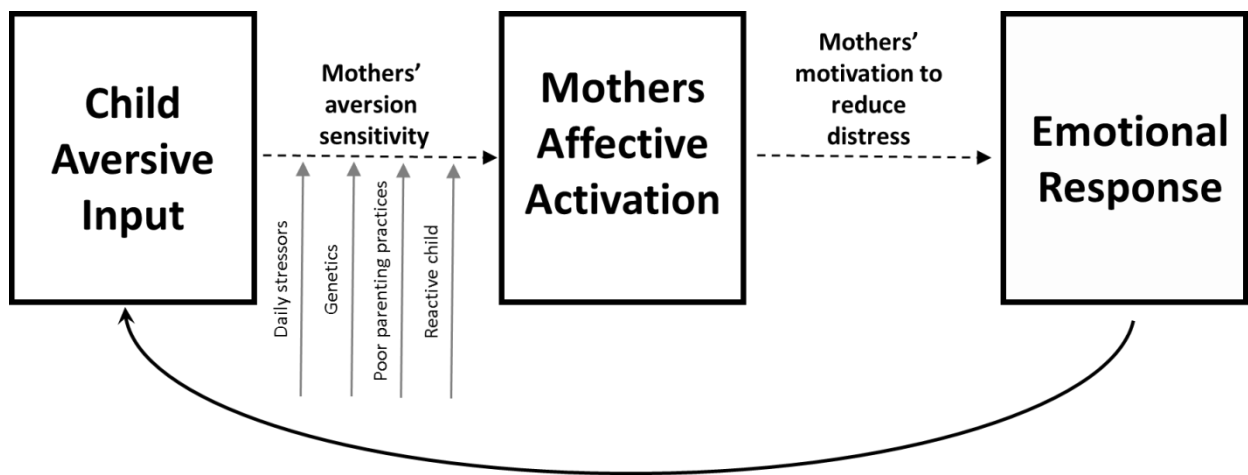 Child
Aversive
Input
Mothers’
aversion
sensitivity
Daily stressors
Genetics
Poor parenting practices
Reactive child
Mothers
Affective
Activation
Mothers’
motivation to
reduce
distress
Emotional
Response